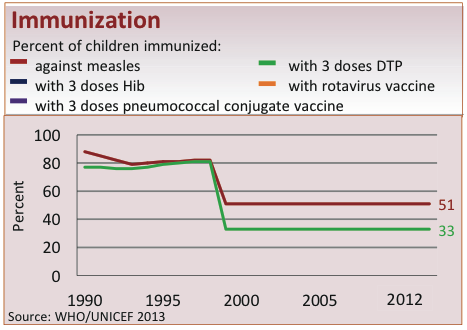 Immunization
Percent of children immunized:
against measles
with 3 doses DTP
with 3 doses Hib
with rotavirus vaccine
with 3 doses pneumococcal conjugate vaccine
100
80
60
40
20
0
Percent
51
33
1990 1995 2000 2005 2012
Source: WHO/UNICEF 2013